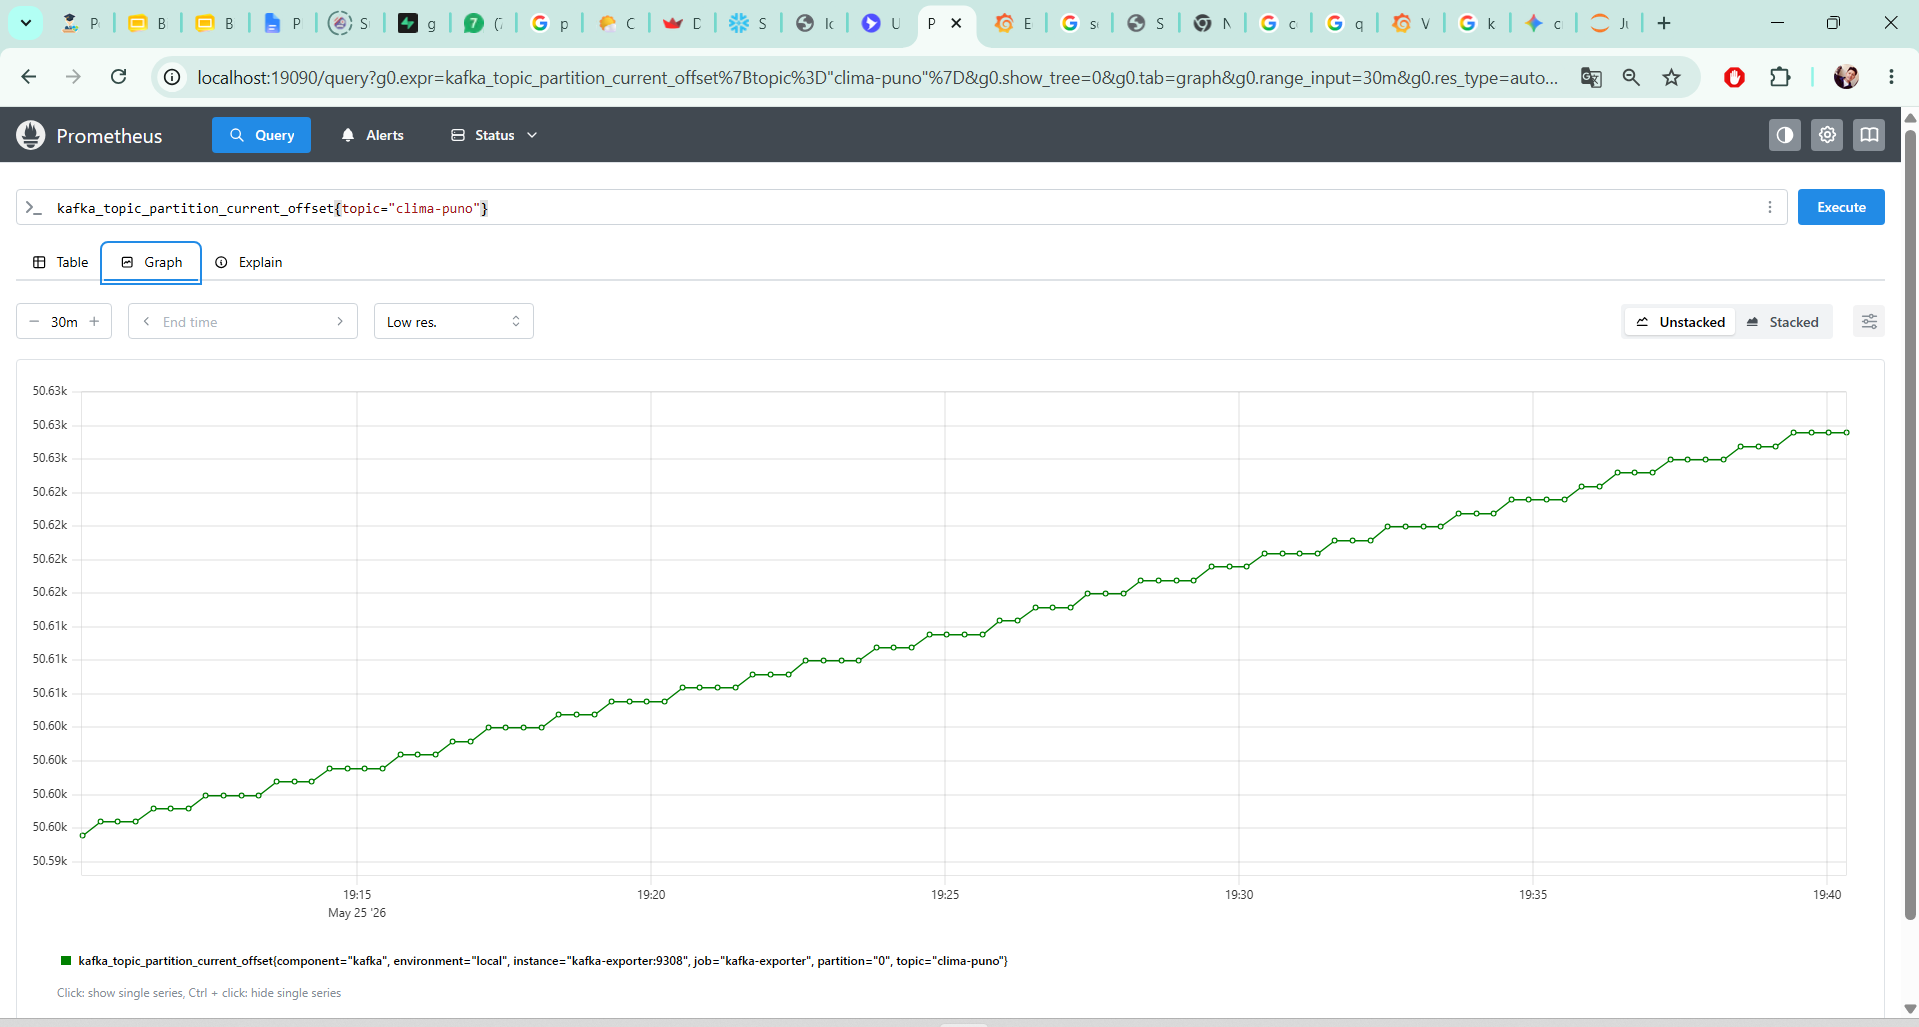 P
B
B
P
S
g
(7
p
C
D
S
Ic
U
P
E
se
S
N
c
q
V
k
c
Ju
localhost:19090/query?g0.expr=kafka_topic_partition_current_offset%7Btopic%3D"clima-puno"%7D&g0.show_tree=0&g0.tab=graph&g0.range_input=30m&g0.res_type=auto...
Prometheus
Query
Alerts
Status
kafka_topic_partition_current_offset{topic="clima-puno"}
Execute
Table
Graph
Explain
30m
End time
Low res.
Unstacked
Stacked
50.63k
50.63k
50.63k
50.62k
50.62k
50.62k
50.62k
50.61k
50.61k
50.61k
50.60k
50.60k
50.60k
50.60k
50.59k
19:15
May 25 '26
19:20
19:25
19:30
19:35
19:40
kafka_topic_partition_current_offset{component="kafka", environment="local", instance="kafka-exporter:9308", job="kafka-exporter", partition="0", topic="clima-puno"}
Click: show single series, Ctrl + click: hide single series